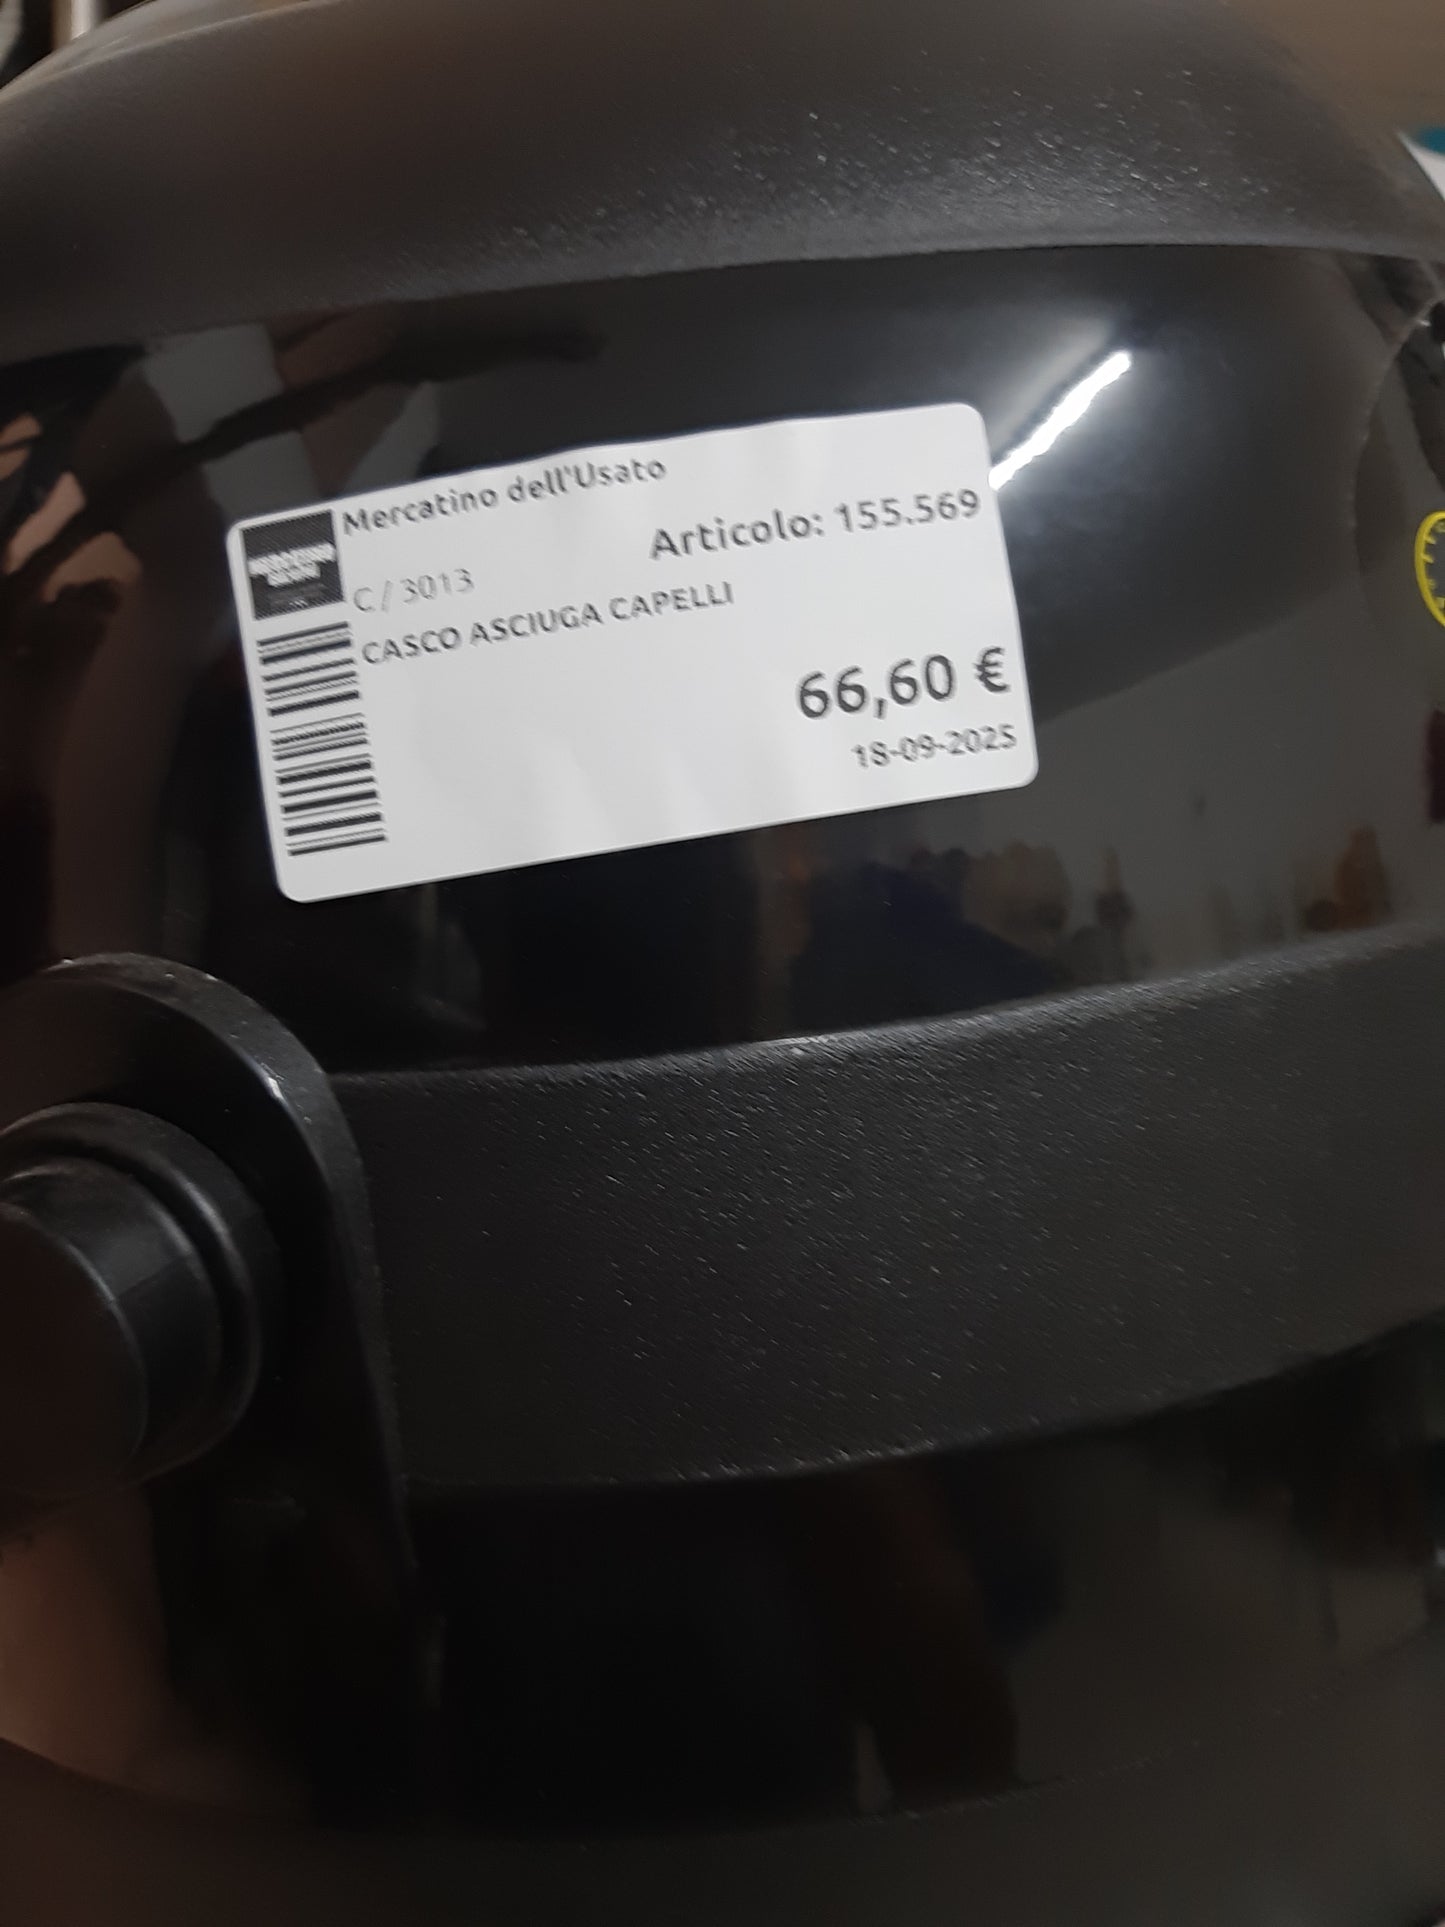 Mercatino dell'Usato
Articolo: 155.569
C / 3013
CASCO ASCIUGA CAPELLI
66,60 €
18-09-2025